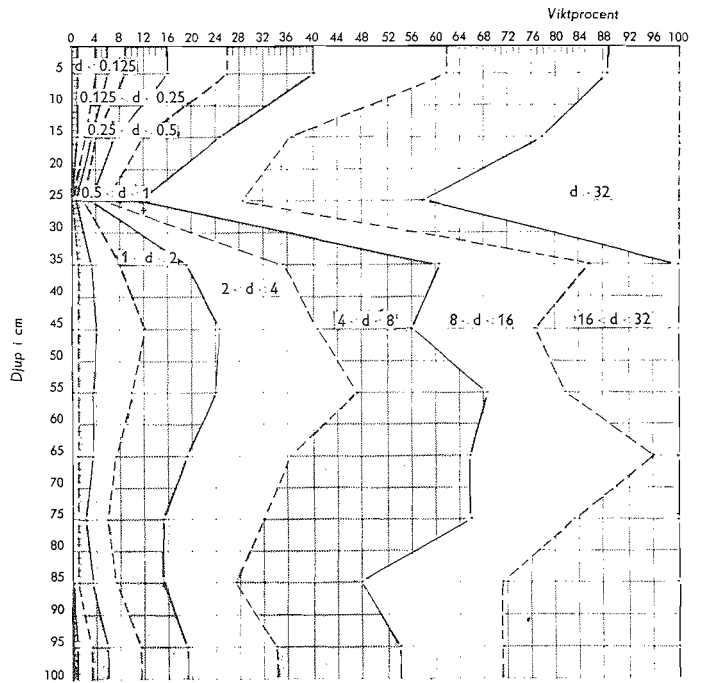 Viktprocent
0 4 8 12 16 20 24 28 32 36 40 44 48 52 56 60 64 68 72 76 80 84 88 92 96 100
d < 0.125
5
10
0.125 < d < 0.25
15
0.25 < d < 0.5
20
25
0.5 < d < 1
d > 32
30
35
1 < d < 2
40
2 < d < 4
45
4 < d < 8
8 < d < 16
16 < d < 32
50
55
60
65
70
75
80
85
90
95
100
Djup i cm